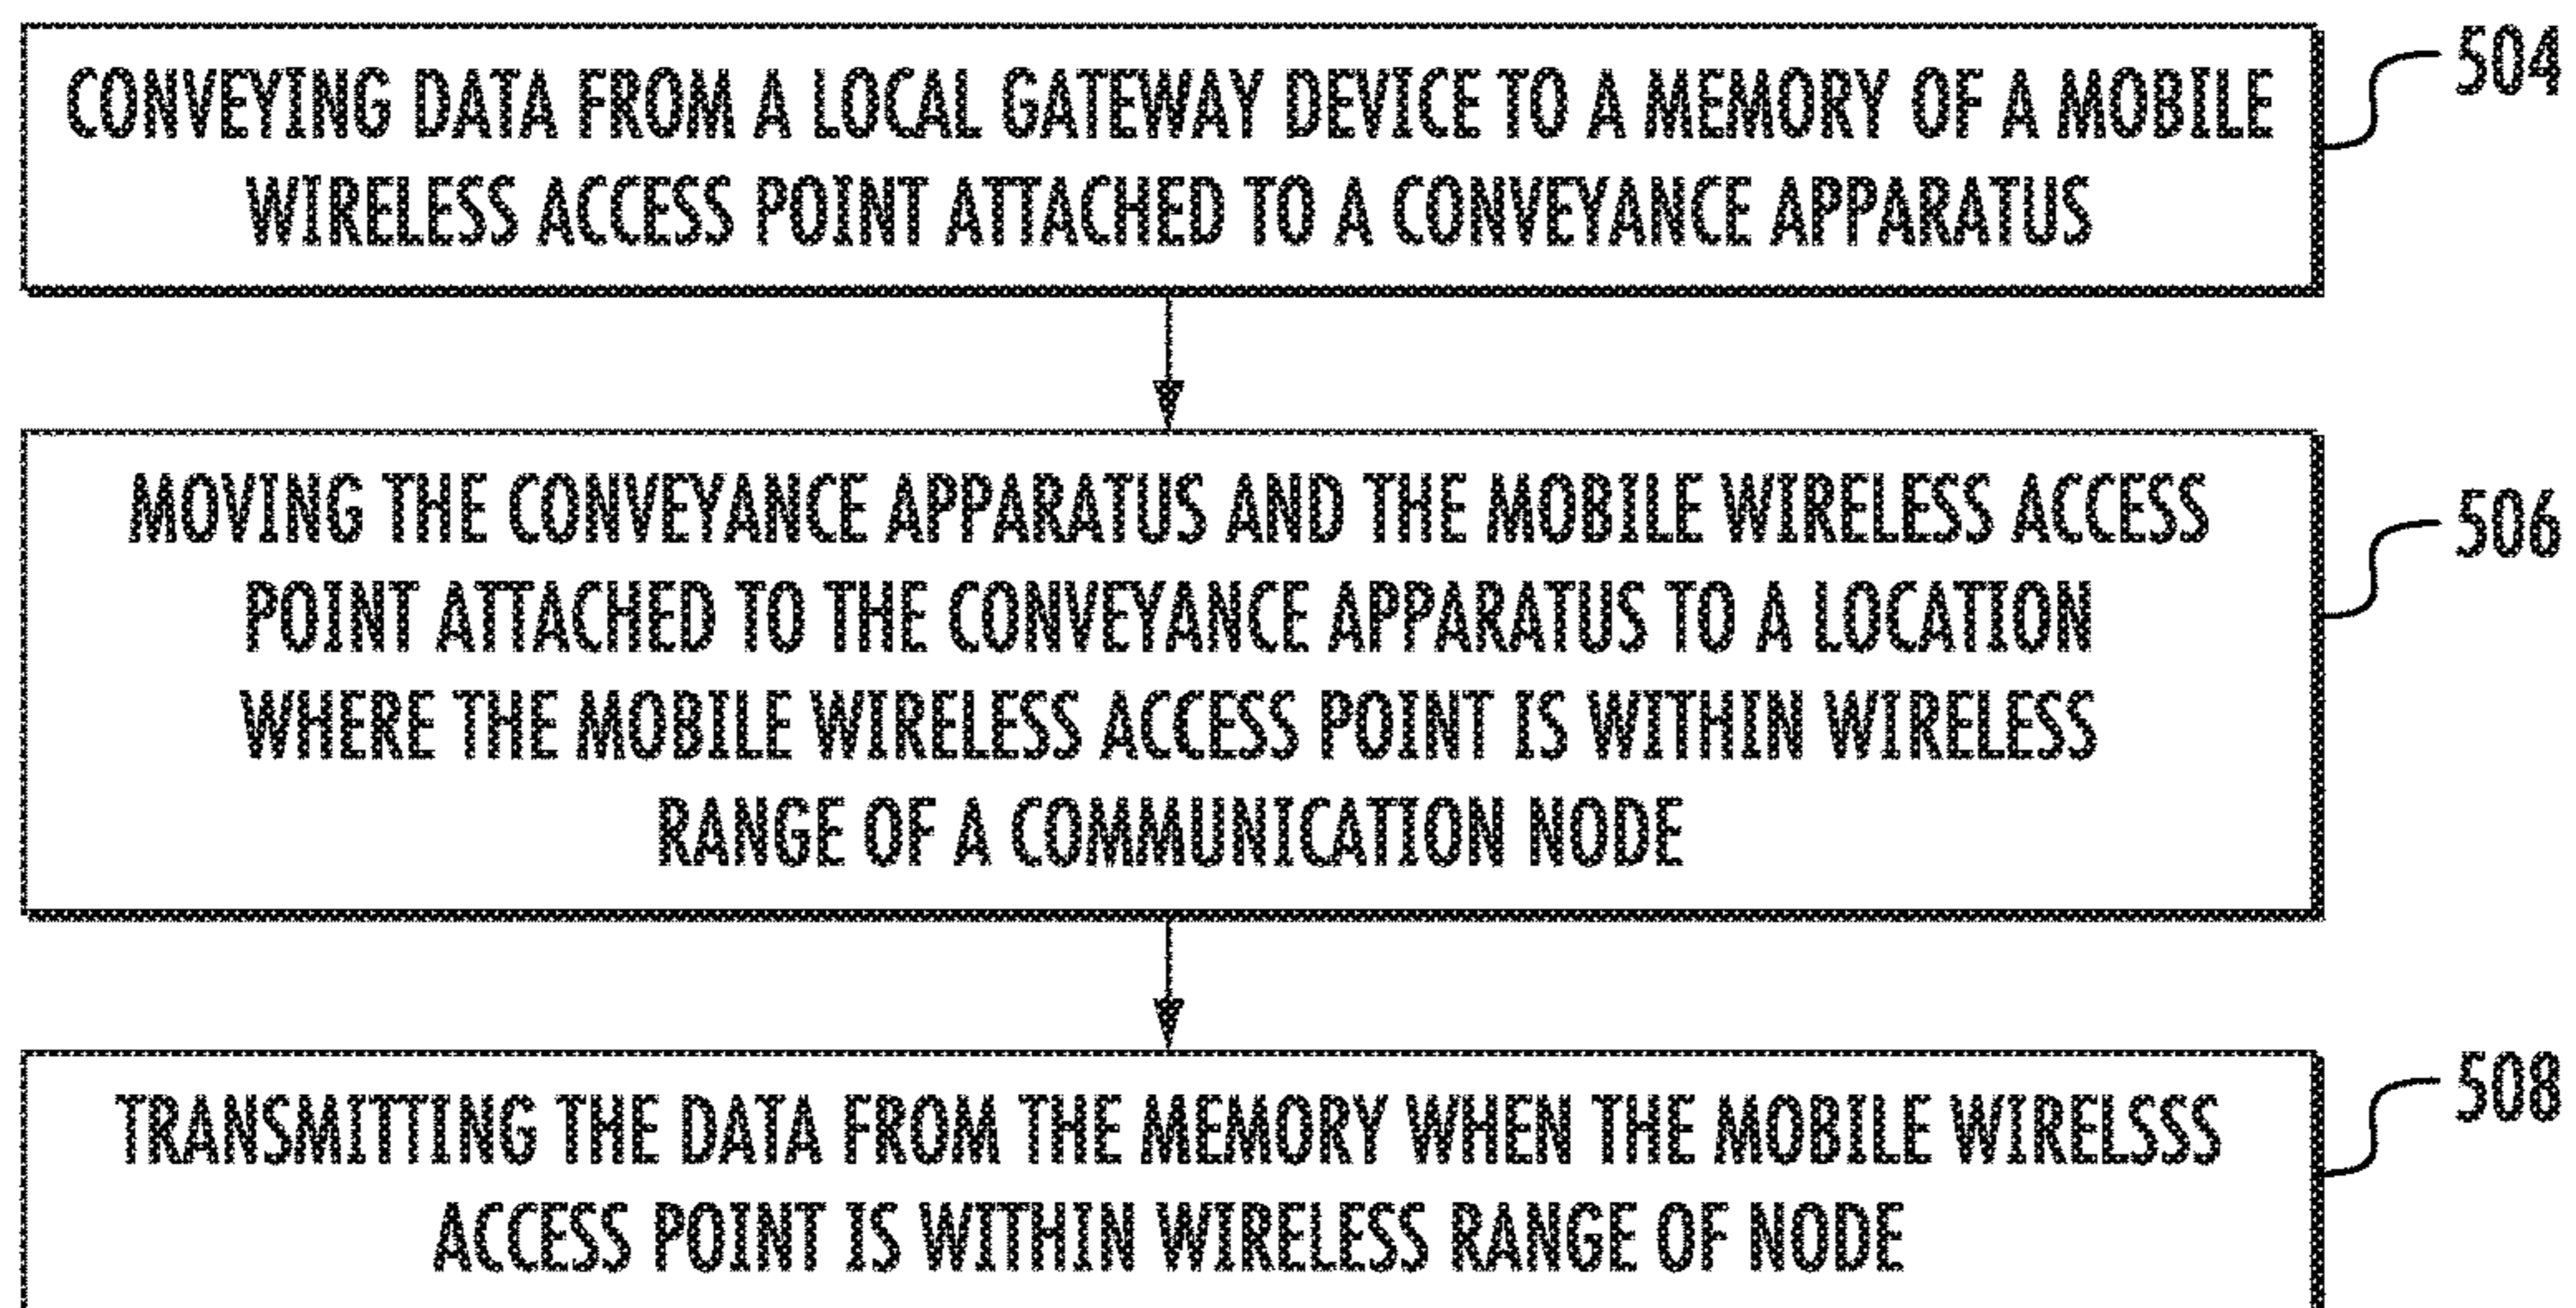 CONVEYING DATA FROM A LOCAL GATEWAY DEVICE TO A MEMORY OF A MOBILE
WIRELESS ACCESS POINT ATTACHED TO A CONVEYANCE APPARATUS
504
MOVING THE CONVEYANCE APPARATUS AND THE MOBILE WIRELESS ACCESS
POINT ATTACHED TO THE CONVEYANCE APPARATUS TO A LOCATION
WHERE THE MOBILE WIRELESS ACCESS POINT IS WITHIN WIRELESS
RANGE OF A COMMUNICATION NODE
506
TRANSMITTING THE DATA FROM THE MEMORY WHEN THE MOBILE WIRELSSS
ACCESS POINT IS WITHIN WIRELESS RANGE OF NODE
508